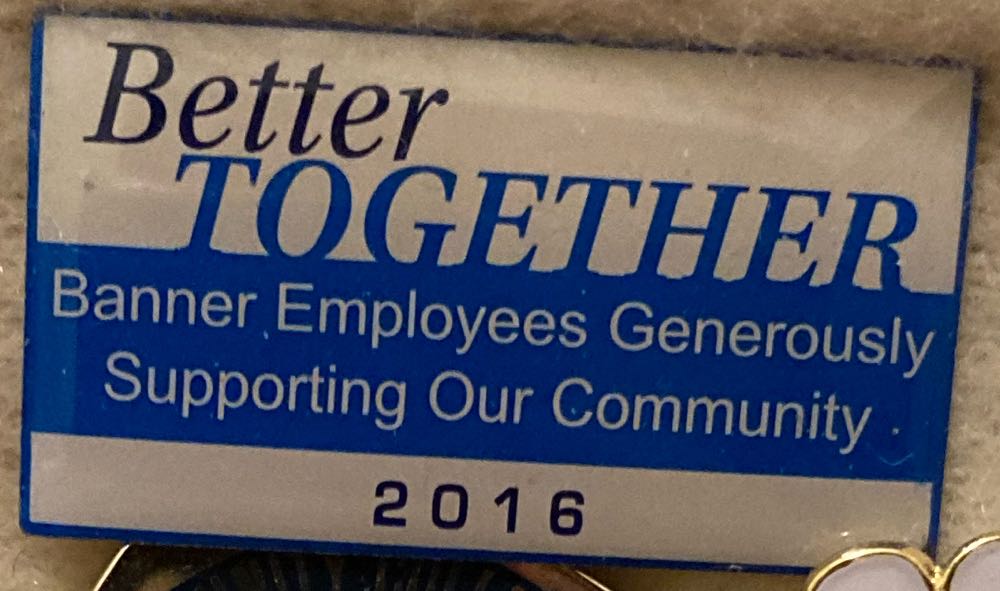 Better
TOGETHER
Banner Employees Generously
Supporting Our Community
2016